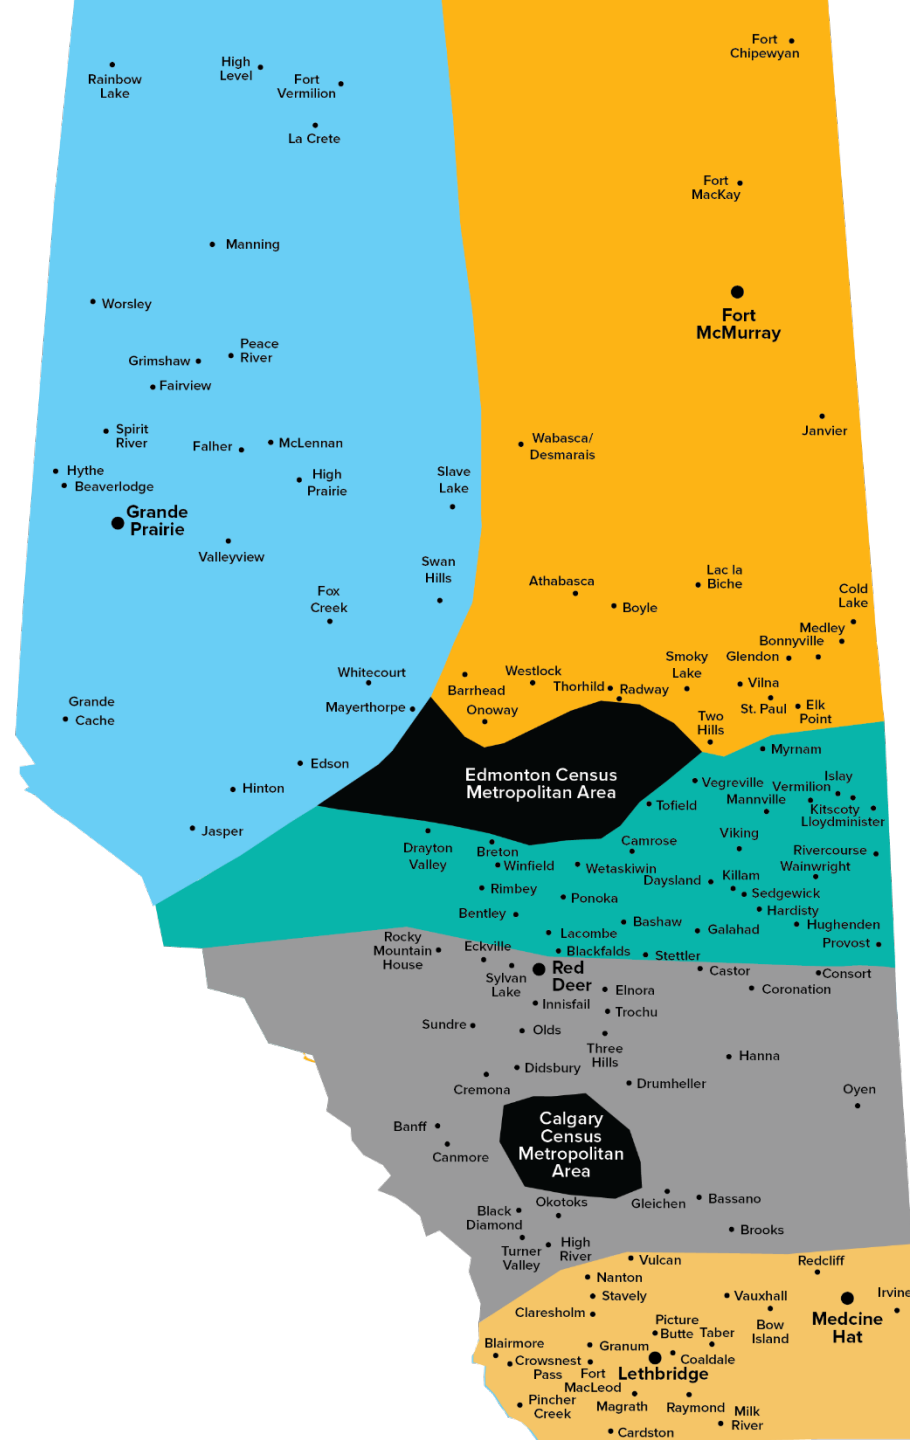 Fort
Chipewyan
High
Level
Rainbow
Lake
Fort
Vermilion
La Crete
Fort
MacKay
Manning
Worsley
Fort
McMurray
Peace
River
Grimshaw
Fairview
Janvier
Spirit
River
Falher
McLennan
Wabasca/
Desmarais
Hythe
Beaverlodge
High
Prairie
Slave
Lake
Grande
Prairie
Valleyview
Swan
Hills
Fox
Creek
Athabasca
Boyle
Lac la
Biche
Cold
Lake
Medley
Bonnyville
Glendon
Smoky
Lake
Whitecourt
Barrhead
Westlock
Thorhild
Radway
Vilna
St. Paul
Elk
Point
Grande
Cache
Mayerthorpe
Onoway
Two
Hills
Myrnam
Edson
Hinton
Jasper
Edmonton Census
Metropolitan Area
Vegreville
Vermilion
Islay
Mannville
Kitscoty
Lloydminister
Tofield
Drayton
Valley
Breton
Winfield
Camrose
Viking
Rivercourse
Wetaskiwin
Wainwright
Daysland
Killam
Sedgewick
Rimbey
Ponoka
Hardisty
Bentley
Bashaw
Galahad
Hughenden
Lacombe
Provost
Rocky
Mountain
House
Eckville
Blackfalds
Stettler
Sylvan
Lake
Red
Deer
Castor
Consort
Coronation
Elnora
Innisfail
Trochu
Sundre
Olds
Three
Hills
Hanna
Didsbury
Cremona
Drumheller
Oyen
Banff
Canmore
Calgary
Census
Metropolitan
Area
Gleichen
Bassano
Okotoks
Black
Diamond
Turner
Valley
High
River
Brooks
Vulcan
Redcliff
Nanton
Stavely
Vauxhall
Irvine
Claresholm
Bow
Island
Medcine
Hat
Picture
Butte
Taber
Granum
Coaldale
Blairmore
Crowsnest
Pass
Fort
MacLeod
Lethbridge
Pincher
Creek
Magrath
Raymond
Milk
River
Cardston